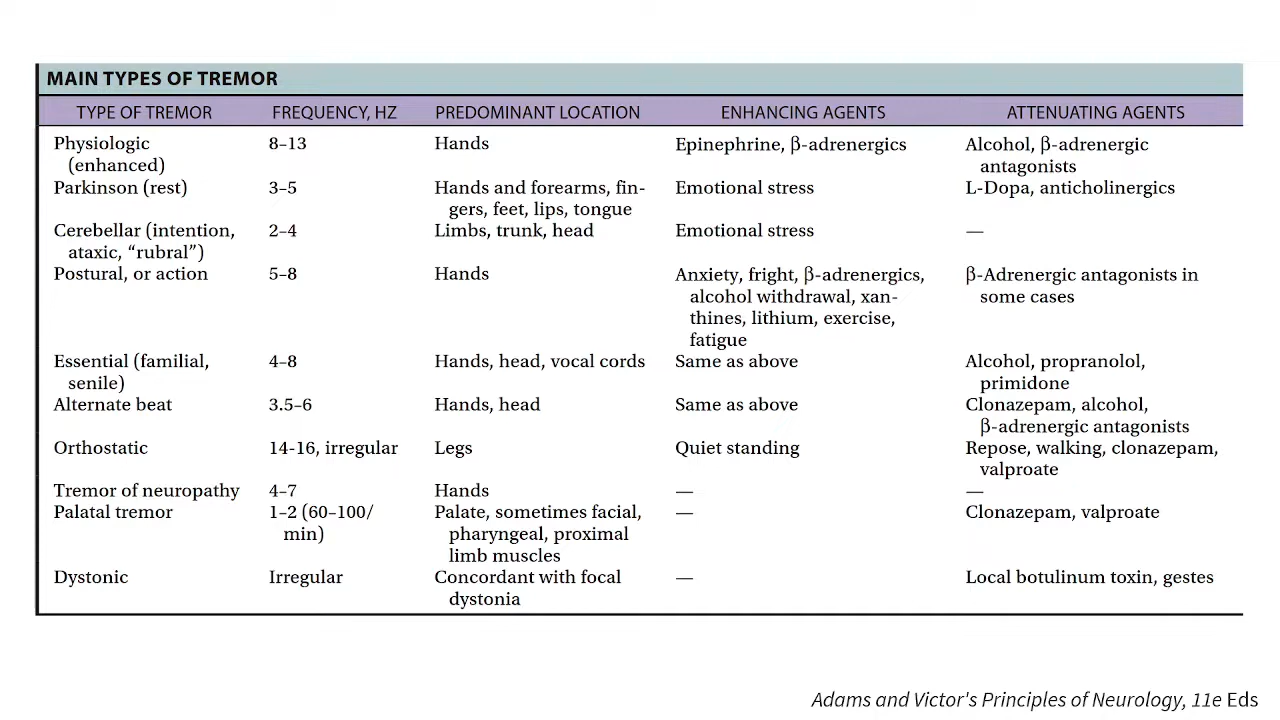 MAIN TYPES OF TREMOR
TYPE OF TREMOR FREQUENCY, HZ PREDOMINANT LOCATION ENHANCING AGENTS ATTENUATING AGENTS
Physiologic 8–13 Hands Epinephrine, β-adrenergics Alcohol, β-adrenergic
(enhanced) antagonists
Parkinson (rest) 3–5 Hands and forearms, fin- Emotional stress L-Dopa, anticholinergics
gers, feet, lips, tongue
Cerebellar (intention, 2–4 Limbs, trunk, head Emotional stress —
ataxic, “rubral”)
Postural, or action 5–8 Hands Anxiety, fright, β-adrenergics, β-Adrenergic antagonists in
alcohol withdrawal, xan- some cases
thines, lithium, exercise,
fatigue
Essential (familial, 4–8 Hands, head, vocal cords Same as above Alcohol, propranolol,
senile) primidone
Alternate beat 3.5–6 Hands, head Same as above Clonazepam, alcohol,
β-adrenergic antagonists
Orthostatic 14-16, irregular Legs Quiet standing Repose, walking, clonazepam,
valproate
Tremor of neuropathy 4–7 Hands — —
Palatal tremor 1–2 (60–100/ Palate, sometimes facial, — Clonazepam, valproate
min) pharyngeal, proximal
limb muscles
Dystonic Irregular Concordant with focal — Local botulinum toxin, gestes
dystonia
Adams and Victor's Principles of Neurology, 11e Eds